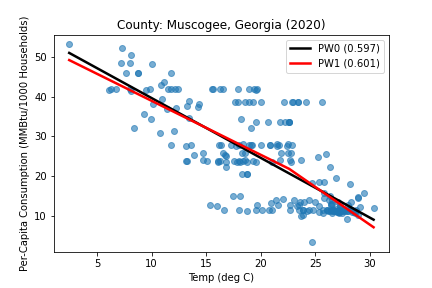 County: Muscogee, Georgia (2020)
PW0 (0.597)
PW1 (0.601)
Per-Capita Consumption (MMBtu/1000 Households)
50
40
30
20
10
5 10 15 20 25 30
Temp (deg C)